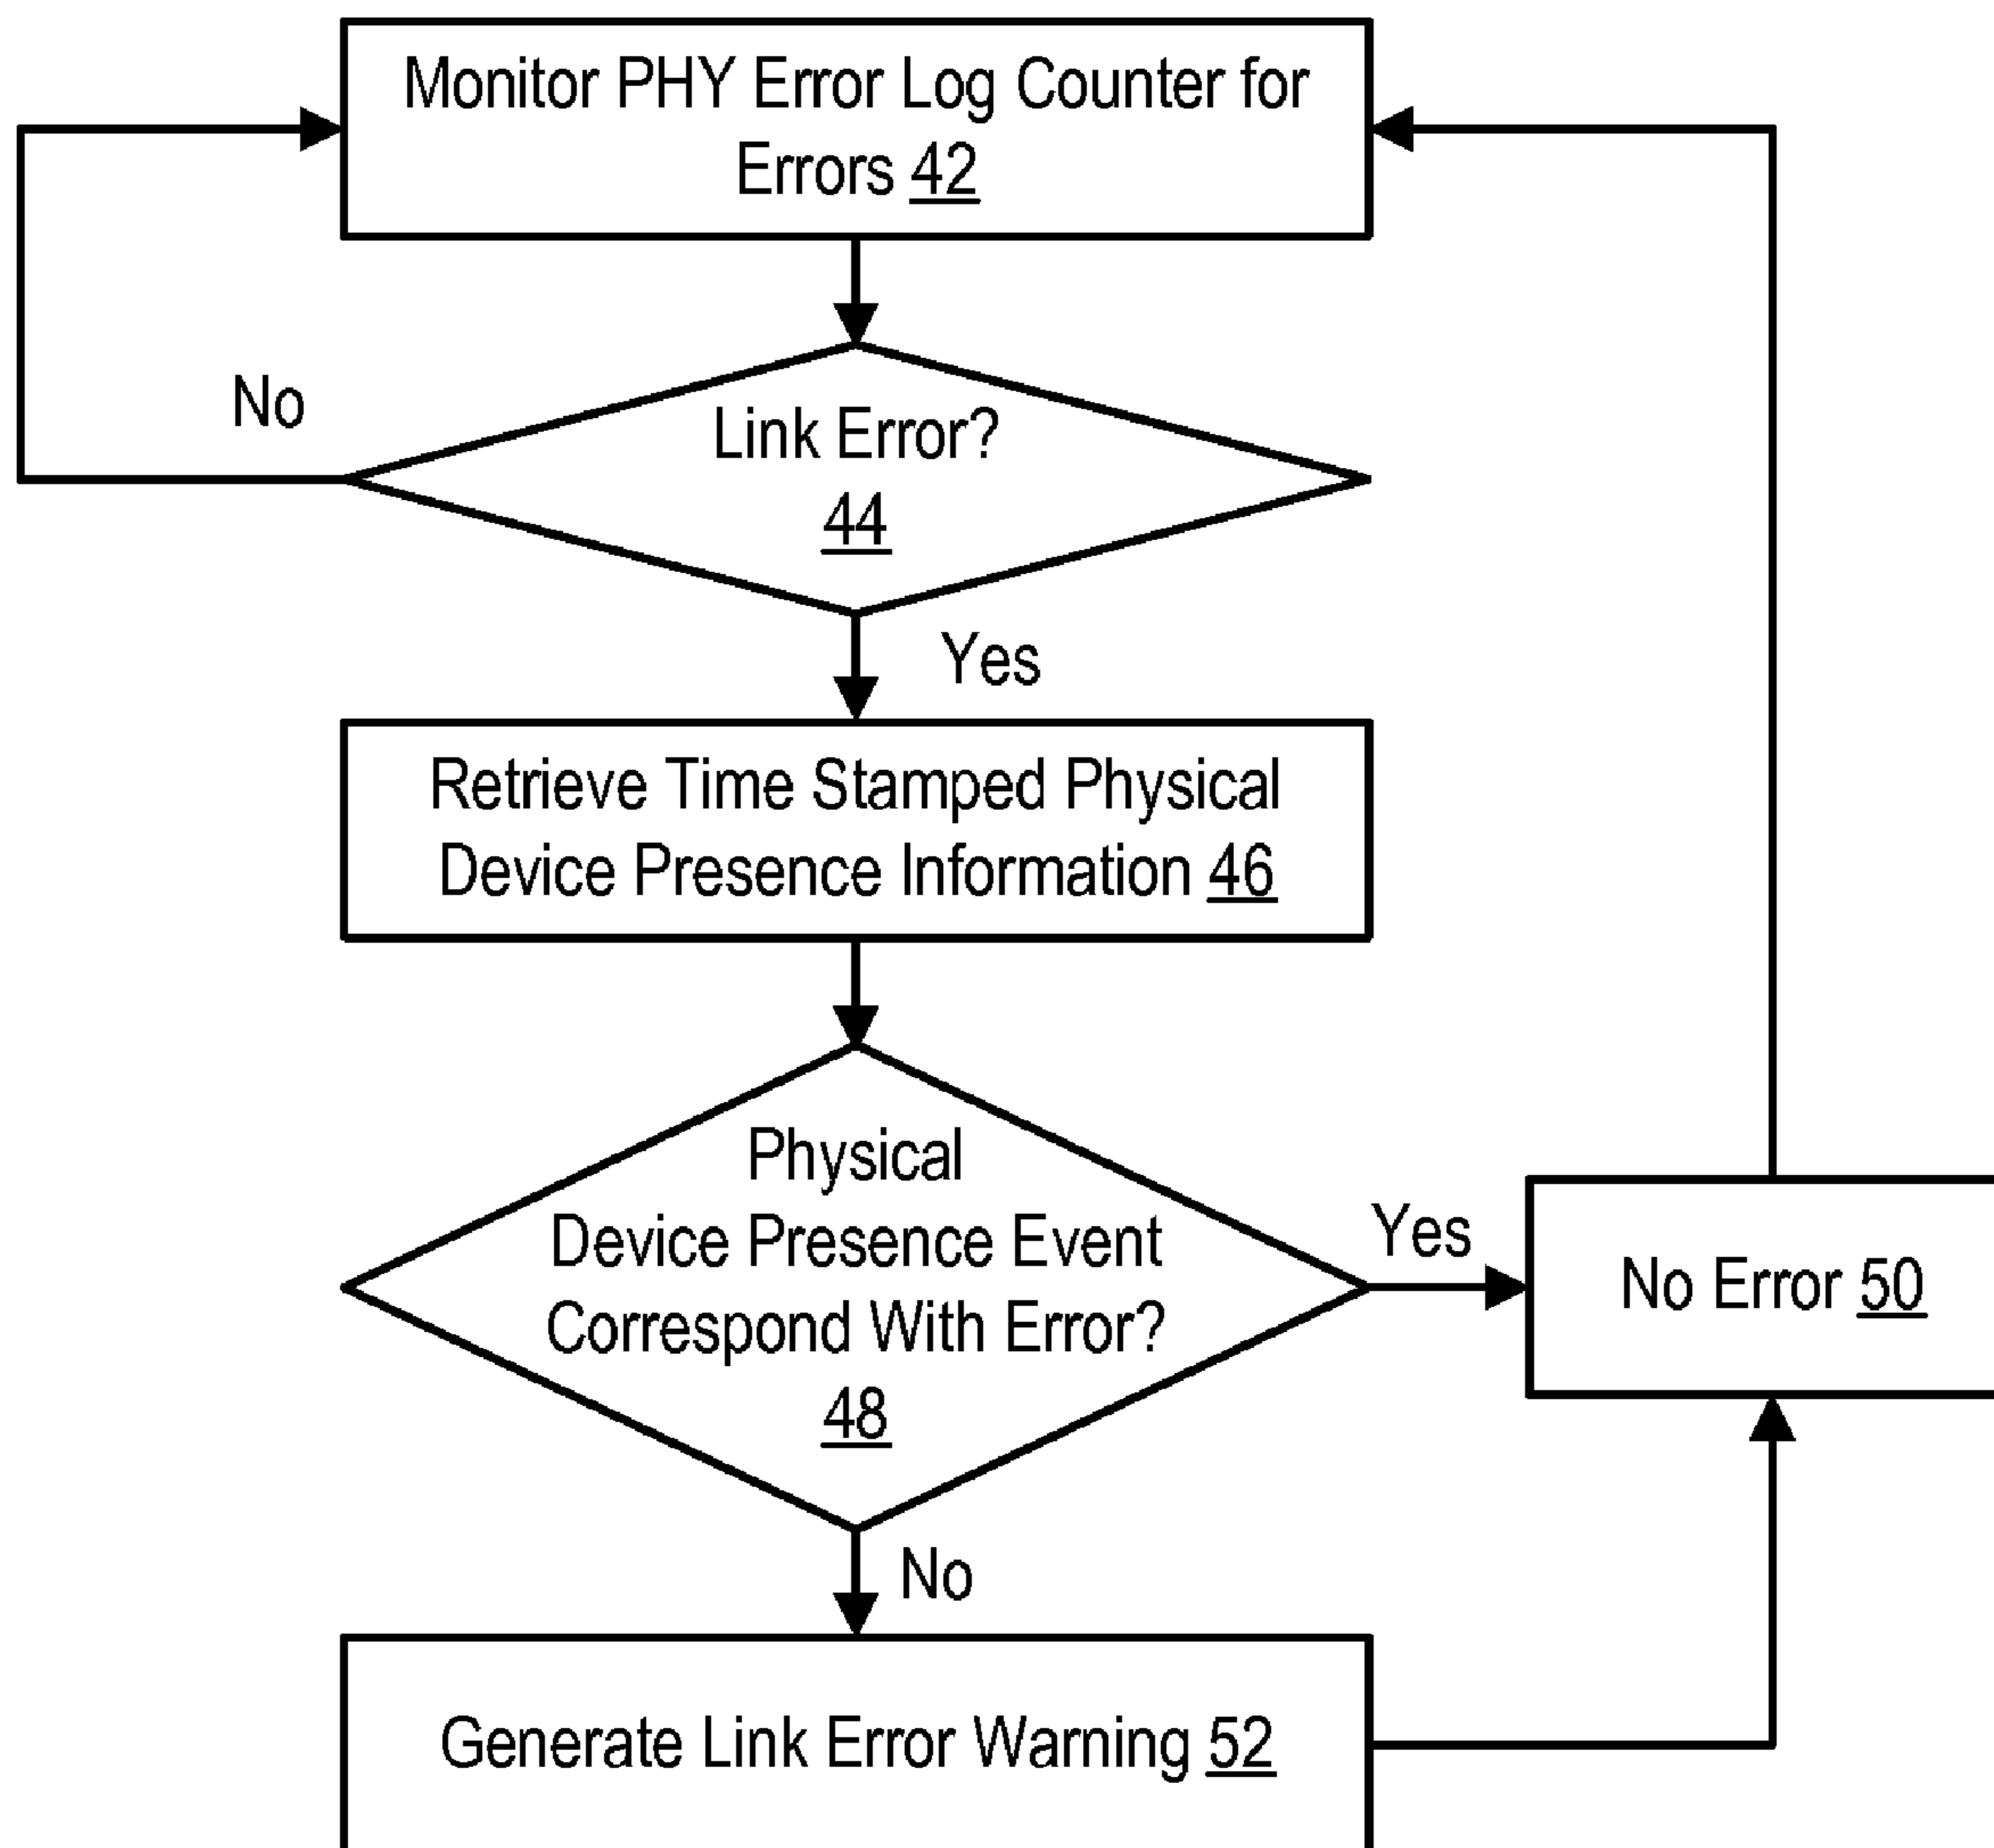 Monitor PHY Error Log Counter for
Errors 42
No
Link Error?
44
Yes
Retrieve Time Stamped Physical
Device Presence Information 46
Physical
Device Presence Event
Correspond With Error?
48
Yes
No Error 50
No
Generate Link Error Warning 52